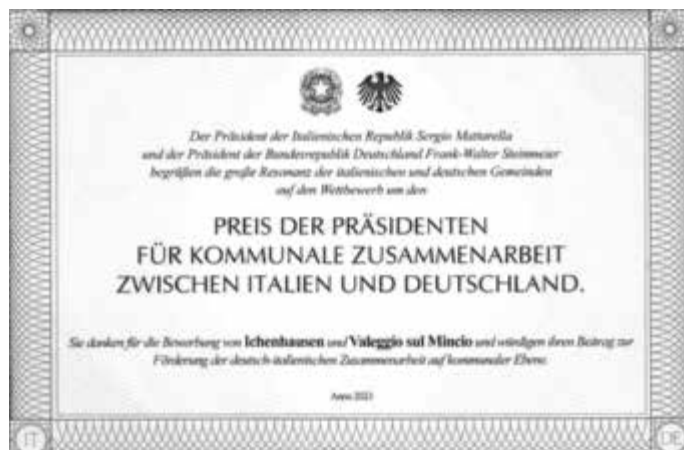 Der Präsident der Italienischen Republik Sergio Mattarella
und der Präsident der Bundesrepublik Deutschland Frank-Walter Steinmeier
begrüßen die große Resonanz der italienischen und deutschen Gemeinden
auf den Wettbewerb um den
PREIS DER PRÄSIDENTEN
FÜR KOMMUNALE ZUSAMMENARBEIT
ZWISCHEN ITALIEN UND DEUTSCHLAND.
Sie danken für die Bewerbung von Ichenhausen und Valeggio sul Mincio und würdigen ihren Beitrag zur
Förderung der deutsch-italienischen Zusammenarbeit auf kommunaler Ebene.
Anno
IT
DE